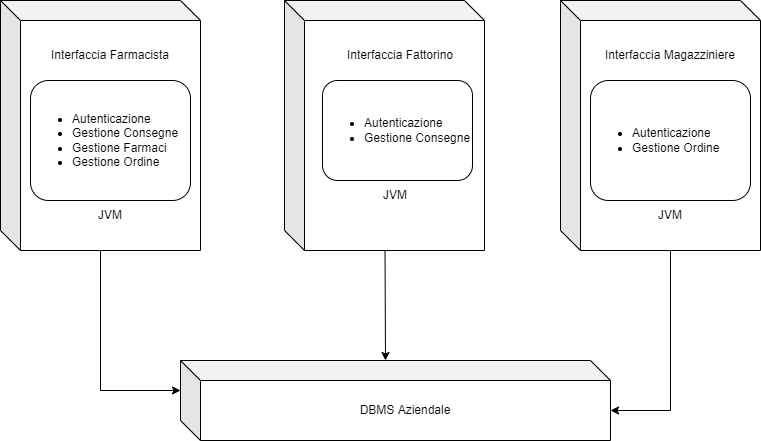 Interfaccia Farmacista
Autenticazione
Gestione Consegne
Gestione Farmaci
Gestione Ordine
JVM
Interfaccia Fattorino
Autenticazione
Gestione Consegne
JVM
Interfaccia Magazziniere
Autenticazione
Gestione Ordine
JVM
DBMS Aziendale